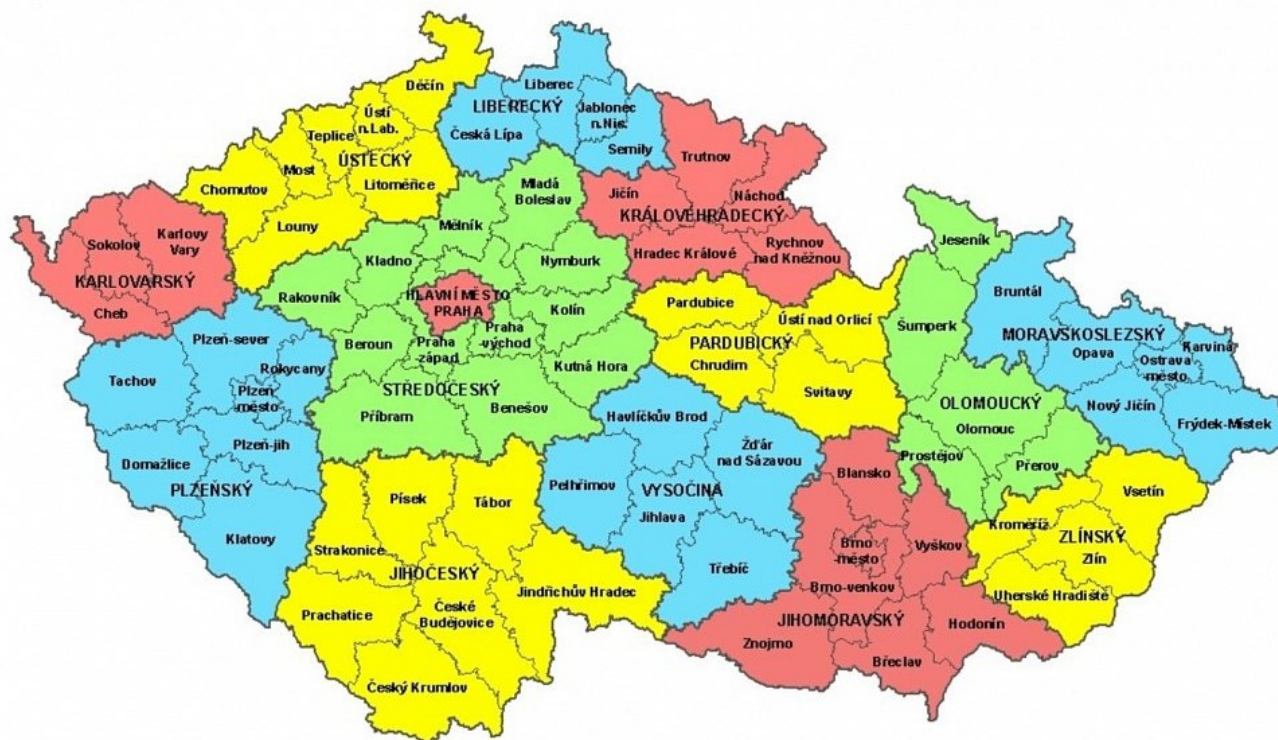 Děčín
Liberec
LIBERECKÝ
Jablonec
n.Nis.
Česká Lípa
Semily
Ústí
n.Lab.
Teplice
Most
ÚSTECKÝ
Chomutov
Litoměřice
Louny
Karlovy
Vary
Sokolov
KARLOVARSKÝ
Cheb
Trutnov
Jičín
Náchod
KRÁLOVÉHRADECKÝ
Hradec Králové
Rychnov
nad Kněžnou
Mladá
Boleslav
Mělník
Kladno
Nymburk
Rakovník
HLAVNÍ MĚSTO
PRAHA
Kolín
Beroun
Praha
-západ
Praha
-východ
Kutná Hora
STŘEDOČESKÝ
Příbram
Benešov
Plzeň-sever
Rokycany
Tachov
Plzeň
-město
Plzeň-jih
Domažlice
PLZEŇSKÝ
Klatovy
Pardubice
Ústí nad Orlicí
PARDUBICKÝ
Chrudim
Svitavy
Jeseník
Šumperk
OLOMOUCKÝ
Olomouc
Prostějov
Přerov
Bruntál
MORAVSKOSLEZSKÝ
Opava
Karviná
Ostrava
-město
Nový Jičín
Frýdek-Místek
Havlíčkův Brod
Žďár
nad Sázavou
Pelhřimov
VYSOČINA
Jihlava
Třebíč
Písek
Tábor
Strakonice
JIHOČESKÝ
Jindřichův Hradec
Prachatice
České
Budějovice
Český Krumlov
Blansko
Brno
-město
Vyškov
Brno-venkov
JIHOMORAVSKÝ
Znojmo
Hodonín
Břeclav
Vsetín
Kroměříž
ZLÍNSKÝ
Zlín
Uherské Hradiště